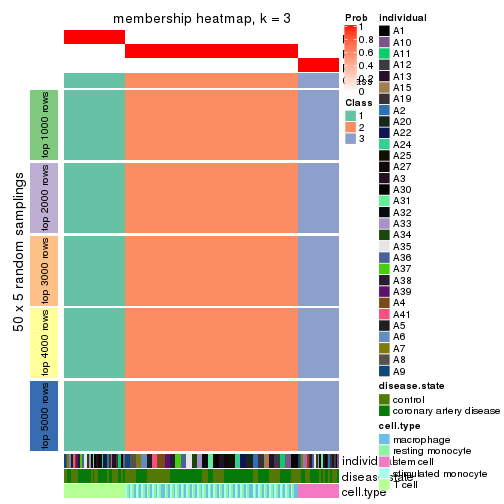 membership heatmap, k = 3
50 x 5 random samplings
top 1000 rows
top 2000 rows
top 3000 rows
top 4000 rows
top 5000 rows
cell.type
Prob
1
0.8
0.6
0.4
0.2
0
Class
1
2
3
individual
A1
A10
A11
A12
A13
A15
A19
A2
A20
A22
A24
A25
A27
A3
A30
A31
A32
A33
A34
A35
A36
A37
A38
A39
A4
A41
A5
A6
A7
A8
A9
disease.state
control
coronary artery disease
cell.type
macrophage
resting monocyte
stem cell
stimulated monocyte
T cell